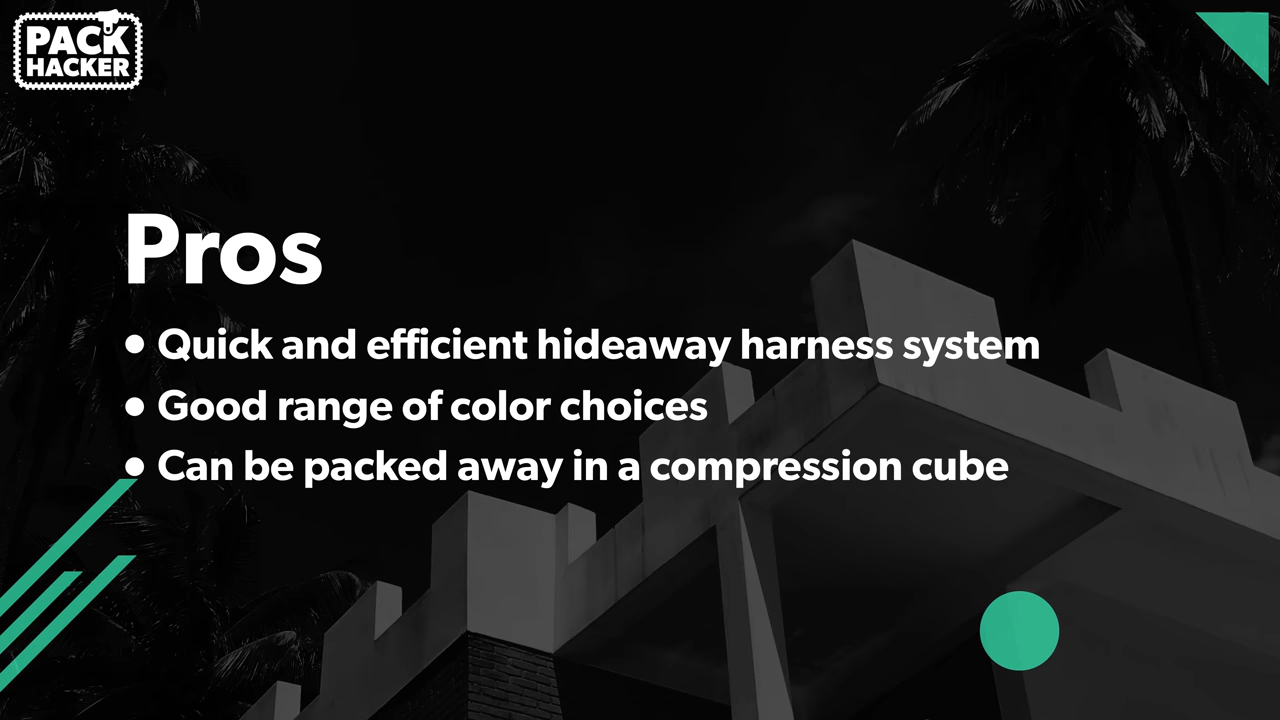 PACK
HACKER
Pros
• Quick and efficient hideaway harness system
• Good range of color choices
• Can be packed away in a compression cube